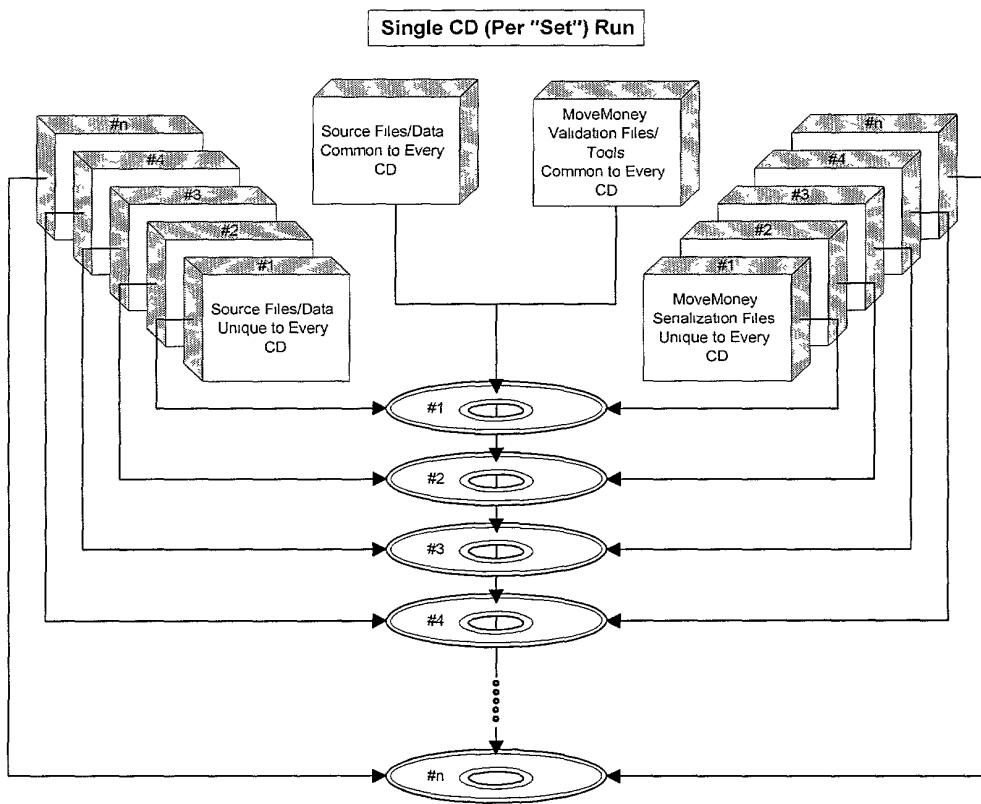 Single CD (Per "Set") Run
Source Files/Data
Common to Every
CD
MoveMoney
Validation Files/
Tools
Common to Every
CD
#n
#4
#3
#2
#1
Source Files/Data
Unique to Every
CD
#n
#4
#3
#2
#1
MoveMoney
Serialization Files
Unique to Every
CD
#1
#2
#3
#4
#n